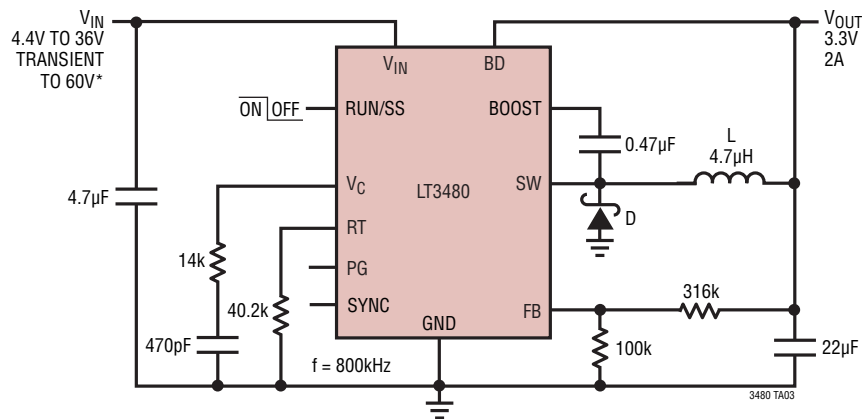 VIN
4.4V TO 36V
TRANSIENT
TO 60V*
VOUT
3.3V
2A
VIN
BD
ON OFF
RUN/SS
BOOST
0.47µF
L
4.7µH
4.7µF
VC
LT3480
SW
D
RT
14k
PG
40.2k
SYNC
FB
316k
GND
470pF
f = 800kHz
100k
22µF
3480 TA03